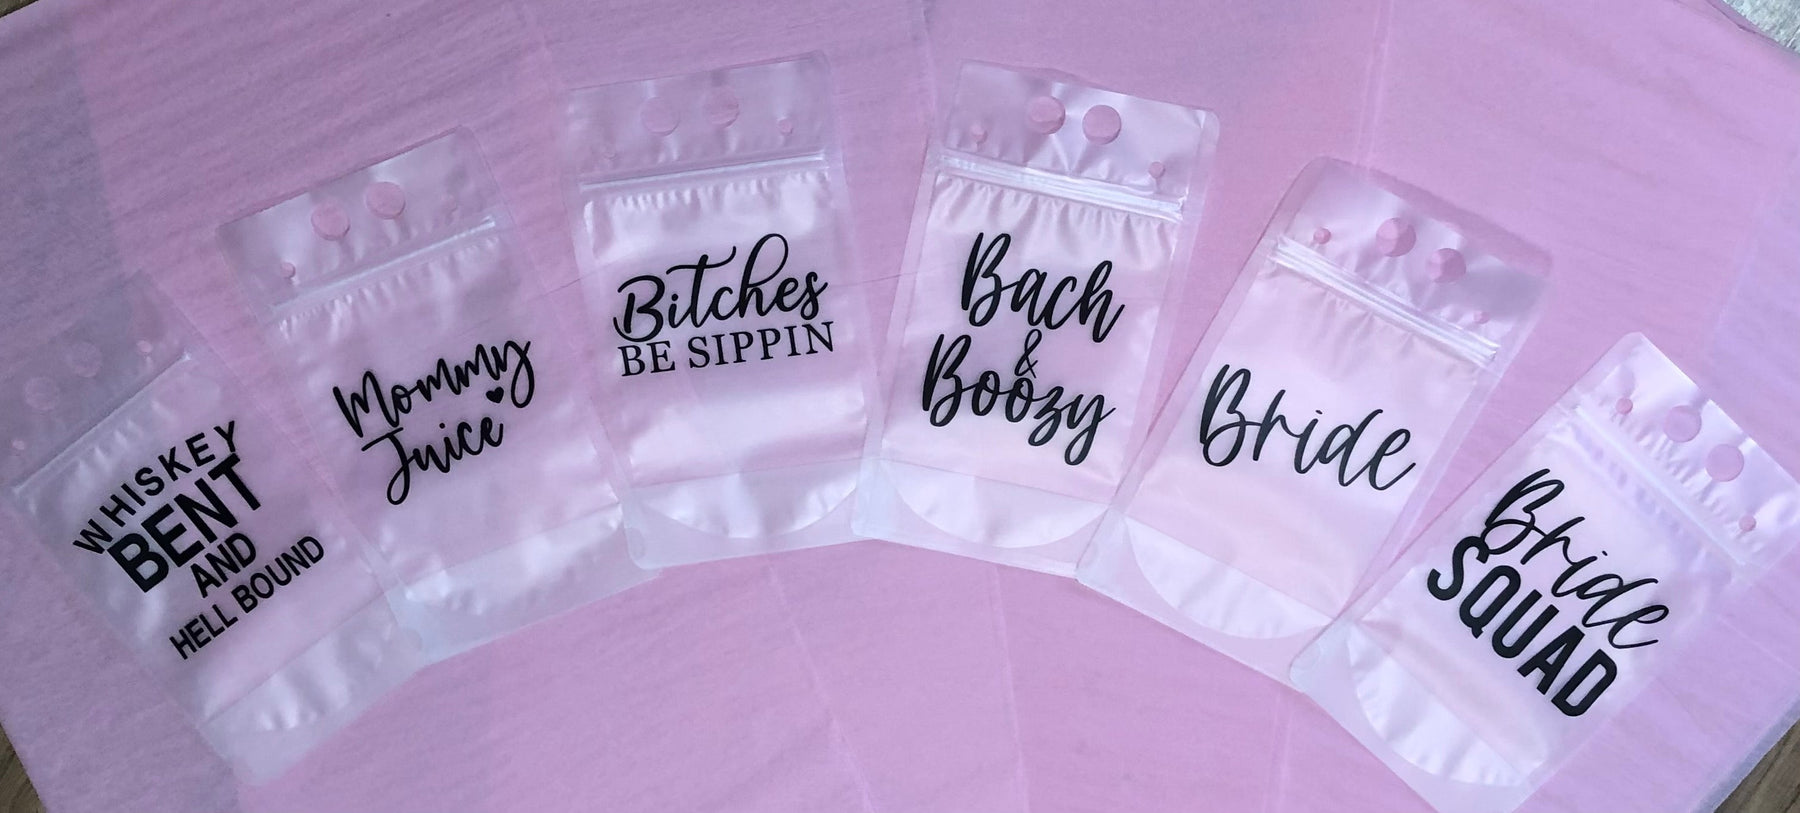 WHISKEY
BENT
AND
HELL BOUND
Mommy
Juice
Bitches
BE SIPPIN
Bach
&
Boozy
Bride
Bride
SQUAD